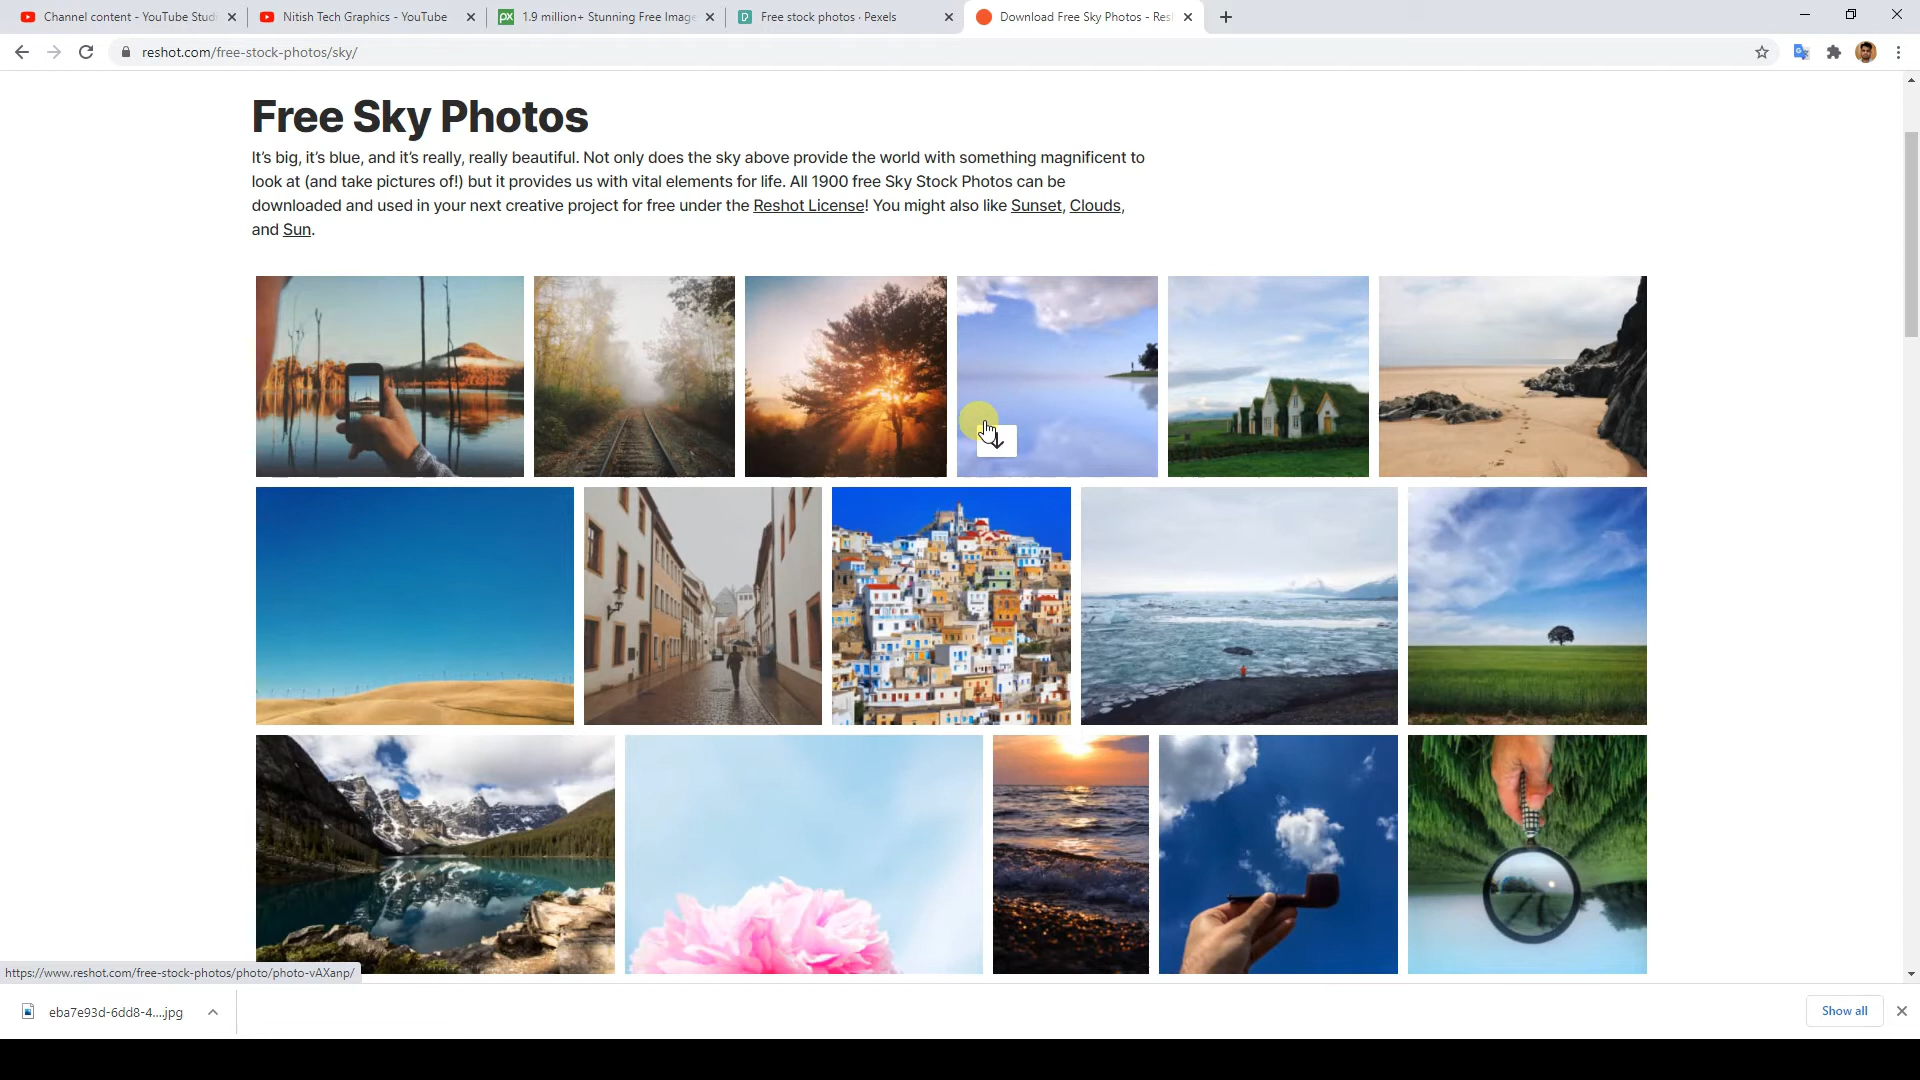 Channel content - YouTube Studi
Nitish Tech Graphics - YouTube
1.9 million+ Stunning Free Image
Free stock photos · Pexels
Download Free Sky Photos - Res
reshot.com/free-stock-photos/sky/
Free Sky Photos
It's big, it's blue, and it's really, really beautiful. Not only does the sky above provide the world with something magnificent to
look at (and take pictures of!) but it provides us with vital elements for life. All 1900 free Sky Stock Photos can be
downloaded and used in your next creative project for free under the Reshot License! You might also like Sunset, Clouds,
and Sun.
https://www.reshot.com/free-stock-photos/photo/photo-vAXanp/
eba7e93d-6dd8-4....jpg
Show all